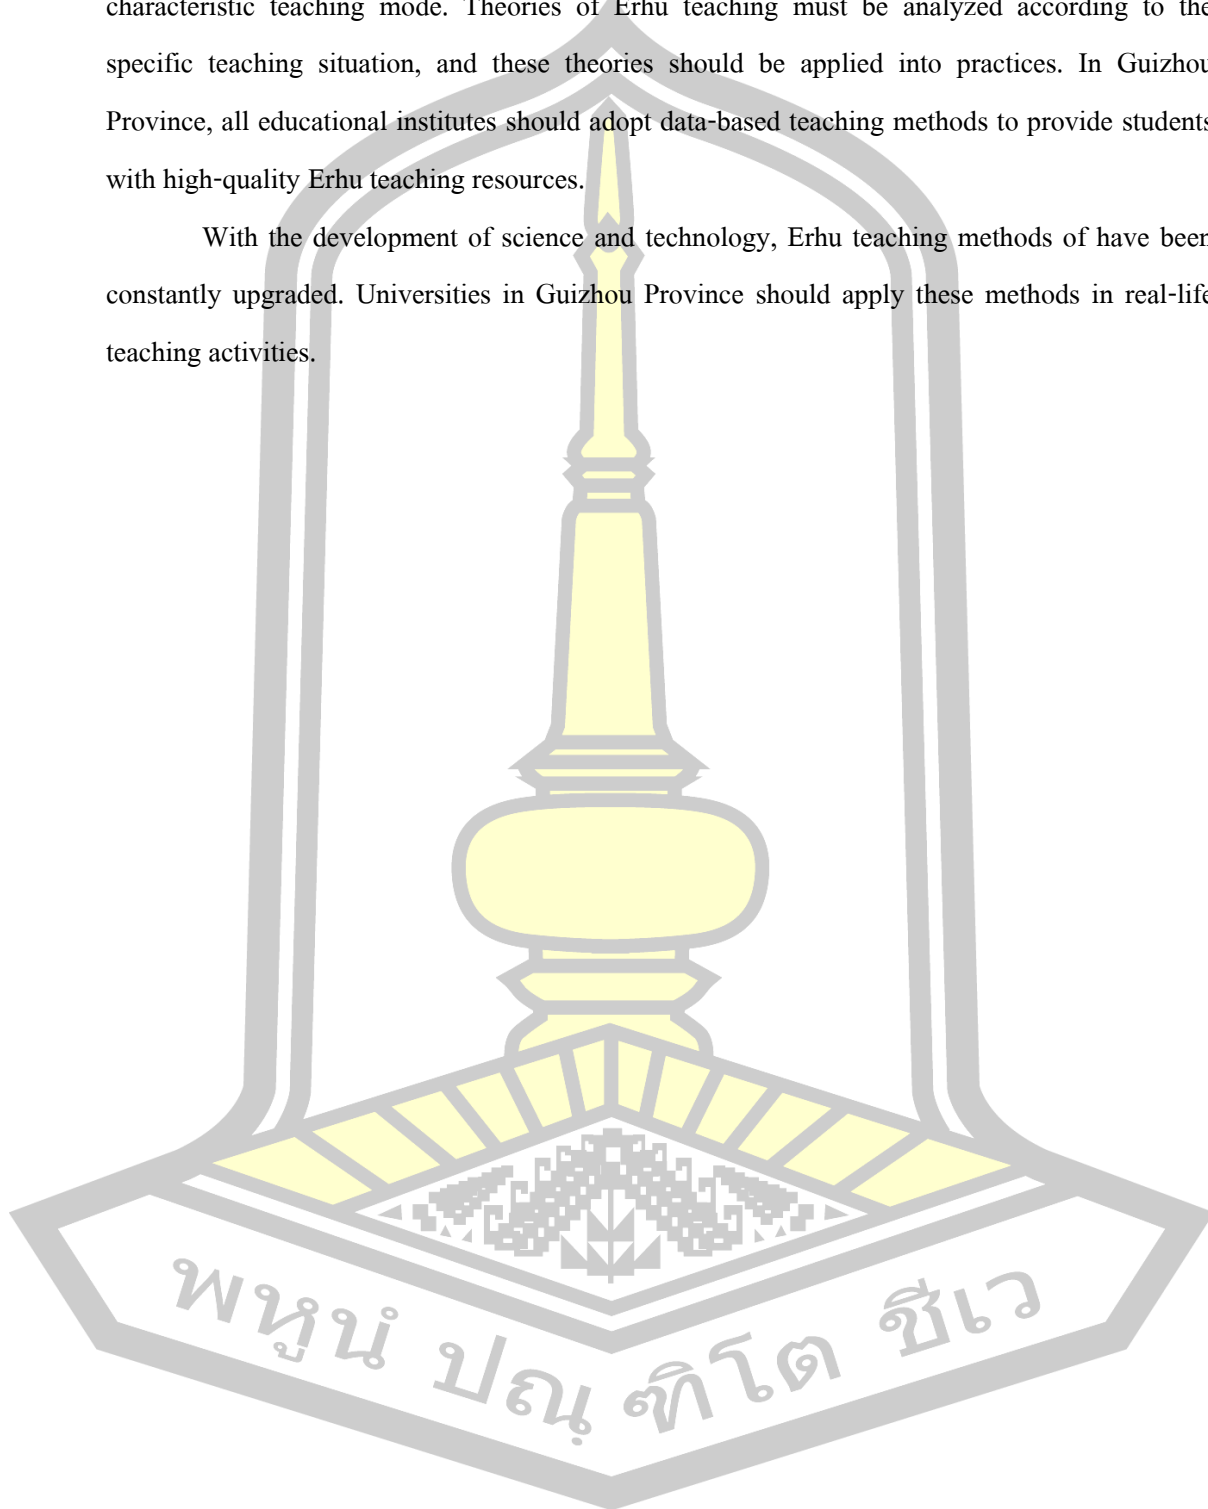 characteristic teaching mode. Theories of Erhu teaching must be analyzed according to the
specific teaching situation, and these theories should be applied into practices. In Guizhou
Province, all educational institutes should adopt data-based teaching methods to provide students
with high-quality Erhu teaching resources.
With the development of science and technology, Erhu teaching methods of have been
constantly upgraded. Universities in Guizhou Province should apply these methods in real-life
teaching activities.
พหูนํ ปณฺฑิโต ชีเว